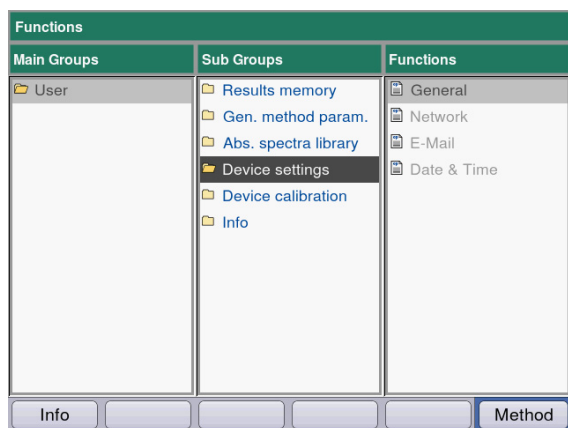 Functions
Main Groups
Sub Groups
Functions
User
Results memory
Gen. method param.
Abs. spectra library
Device settings
Device calibration
Info
General
Network
E-Mail
Date & Time
Info
Method